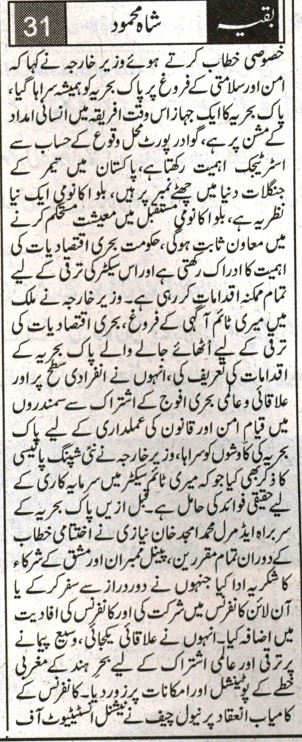 بقیہ شاہ محمود 31
خصوصی خطاب کرتے ہوئے وزیر خارجہ نے کہا کہ
امن اور سلامتی کے فروغ پر پاک بحریہ کو ہمیشہ سراہا گیا،
پاک بحریہ کا ایک جہاز اس وقت افریقہ میں انسانی امداد
کے مشن پر ہے، گوادر پورٹ محل وقوع کے حساب سے
اسٹرٹیجک اہمیت رکھتا ہے، پاکستان میں تیمر کے
جنگلات دنیا میں چھٹے نمبر پر ہیں، بلو اکانومی ایک نیا
نظریہ ہے، بلو اکانومی مستقبل میں معیشت مستحکم کرنے
میں معاون ثابت ہوگی، حکومت بحری اقتصادیات کی
اہمیت کا ادراک رکھتی ہے اور اس سیکٹر کی ترقی کے لیے
تمام ممکنہ اقدامات کر رہی ہے۔ وزیر خارجہ نے ملک
میں میری ٹائم آگہی کے فروغ، بحری اقتصادیات کی
ترقی کے لیے اُٹھائے جانے والے پاک بحریہ کے
اقدامات کی تعریف کی، انہوں نے انفرادی سطح پر اور
علاقائی و عالمی بحری افواج کے اشتراک سے سمندروں
میں قیام امن اور قانون کی عملداری کے لیے پاک
بحریہ کی کاوشوں کو سراہا، وزیر خارجہ نے نئی شپنگ پالیسی
کا ذکر بھی کیا جو کہ میری ٹائم سیکٹر میں سرمایہ کاری کے
لیے حقیقی فوائد کی حامل ہے۔ قبل ازیں پاک بحریہ کے
سربراہ ایڈمرل محمد امجد خان نیازی نے اختتامی خطاب
کے دوران تمام مقررین، پینل ممبران اور مشق کے شرکاء
کا شکریہ ادا کیا جنہوں نے دور دراز سے سفر کر کے یا
آن لائن کانفرنس میں شرکت کی اور کانفرنس کی افادیت
میں اضافہ کیا۔ انہوں نے علاقائی یکجائی، وسیع پیمانے
پر ترقی اور عالمی اشتراک کے لیے بحر ہند کے مغربی
خطے کے پوٹینشل اور امکانات پر زور دیا۔ کانفرنس کے
کامیاب انعقاد پر نیول چیف نے نیشنل انسٹیٹیوٹ آف